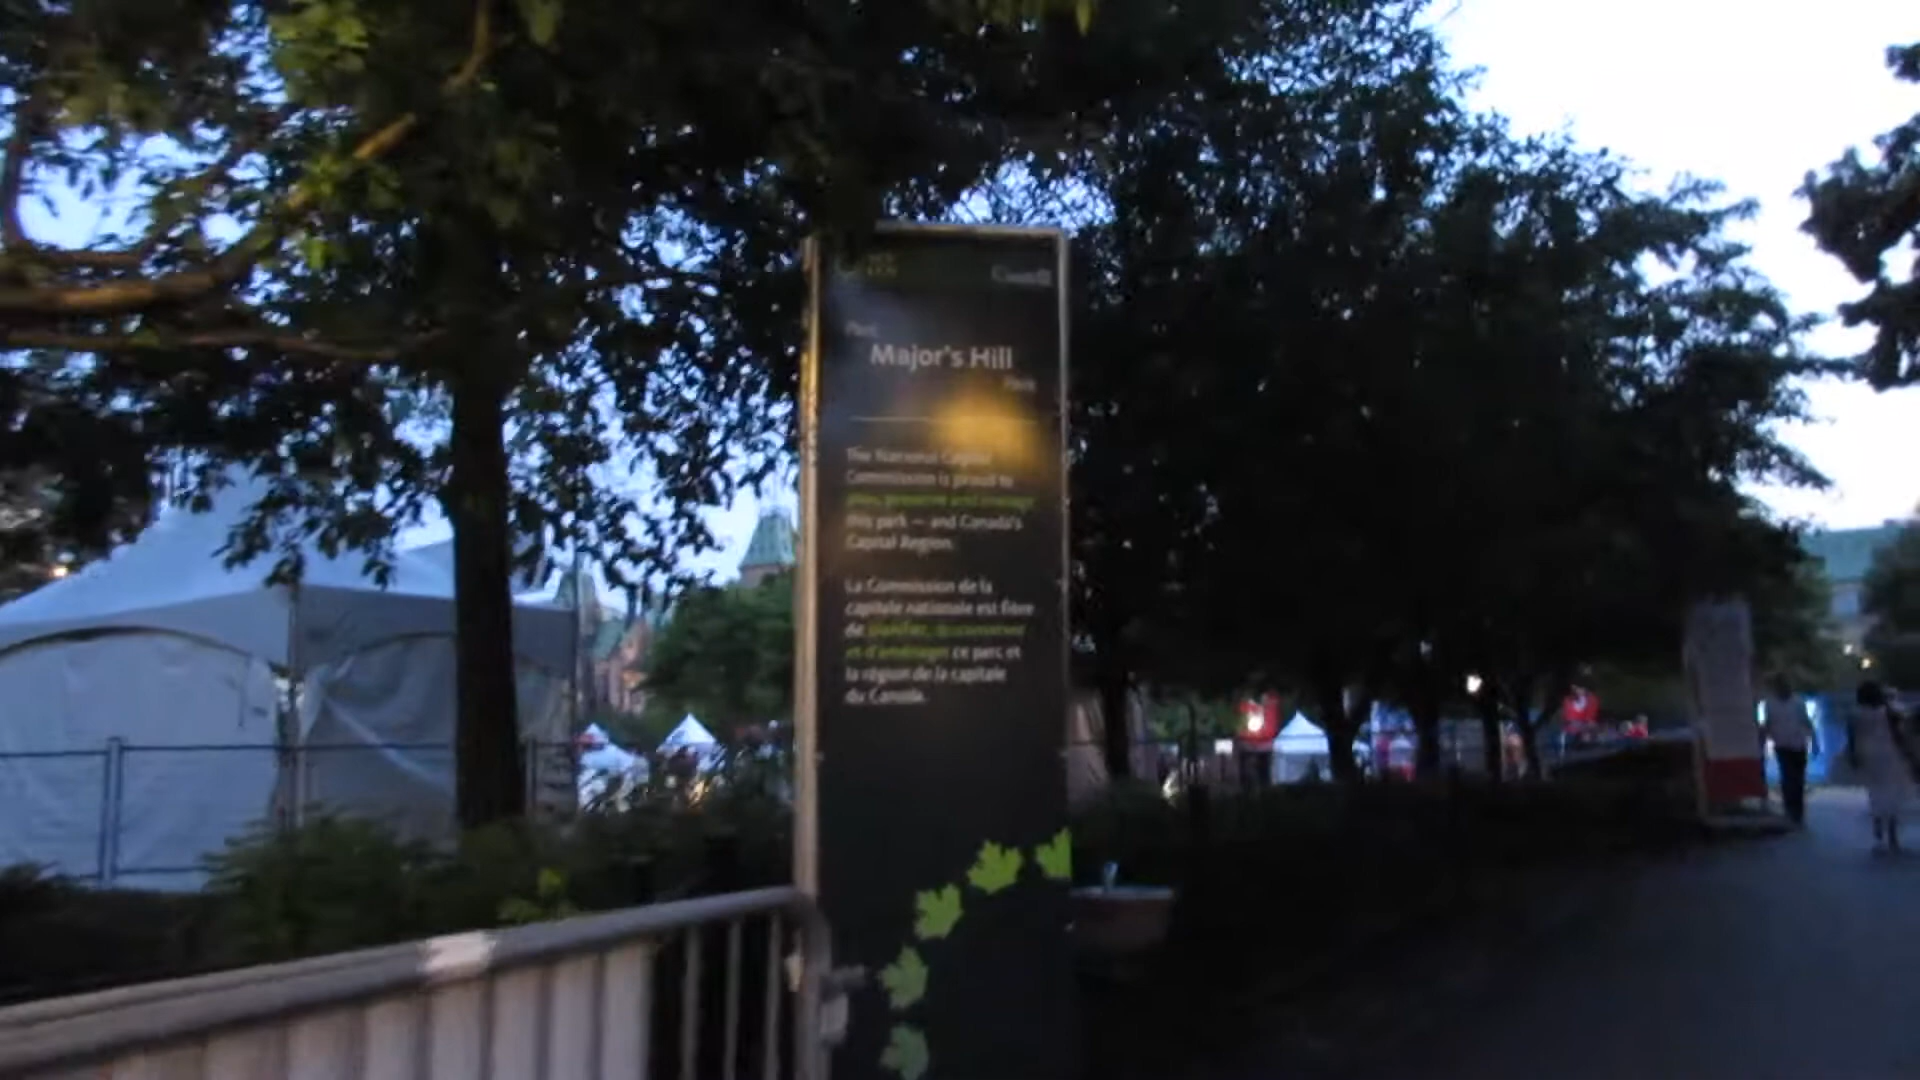 Canada
Parc
Major's Hill
Park
The National Capital
Commission is proud to
plan, preserve and manage
this park — and Canada's
Capital Region.
La Commission de la
capitale nationale est fière
de planifier, de conserver
et d'aménager ce parc et
la région de la capitale
du Canada.